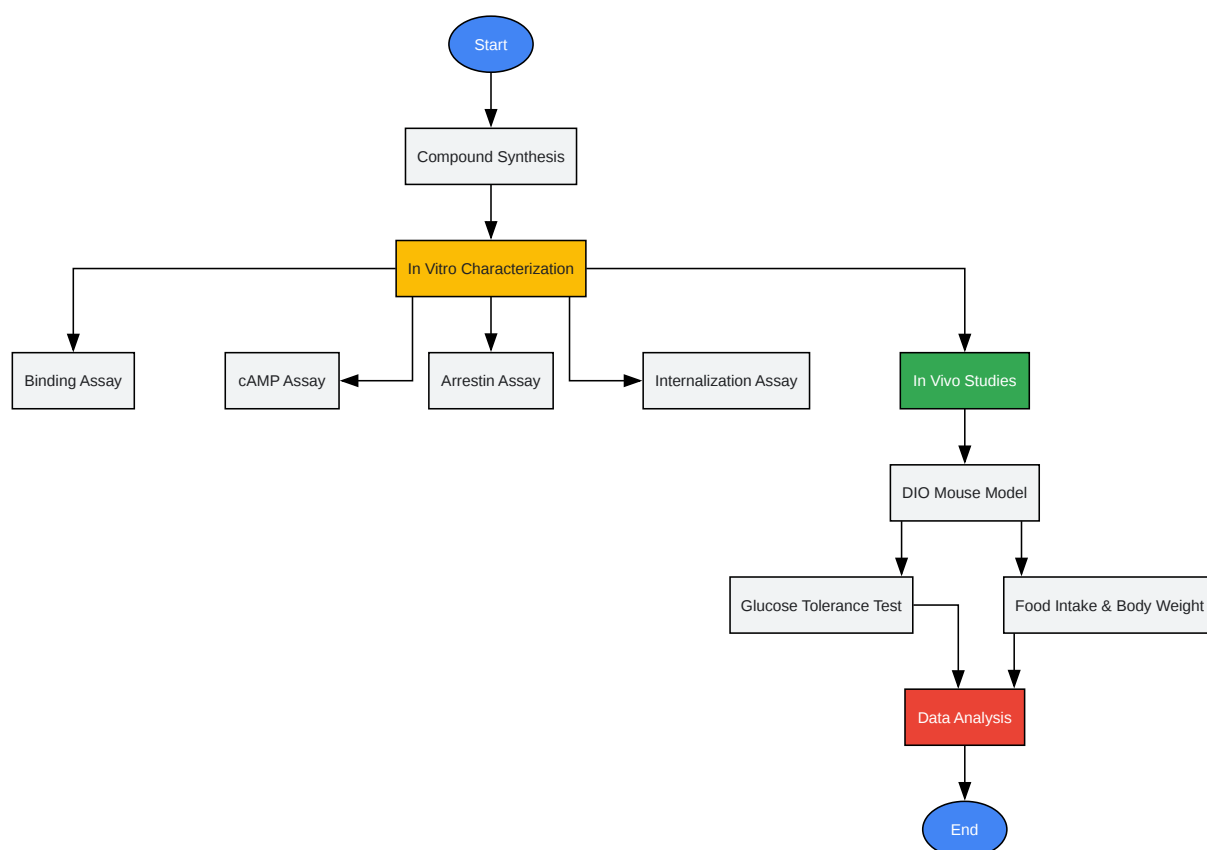 Start
Compound Synthesis
In Vitro Characterization
Binding Assay
cAMP Assay
Arrestin Assay
Internalization Assay
In Vivo Studies
DIO Mouse Model
Glucose Tolerance Test
Food Intake & Body Weight
Data Analysis
End